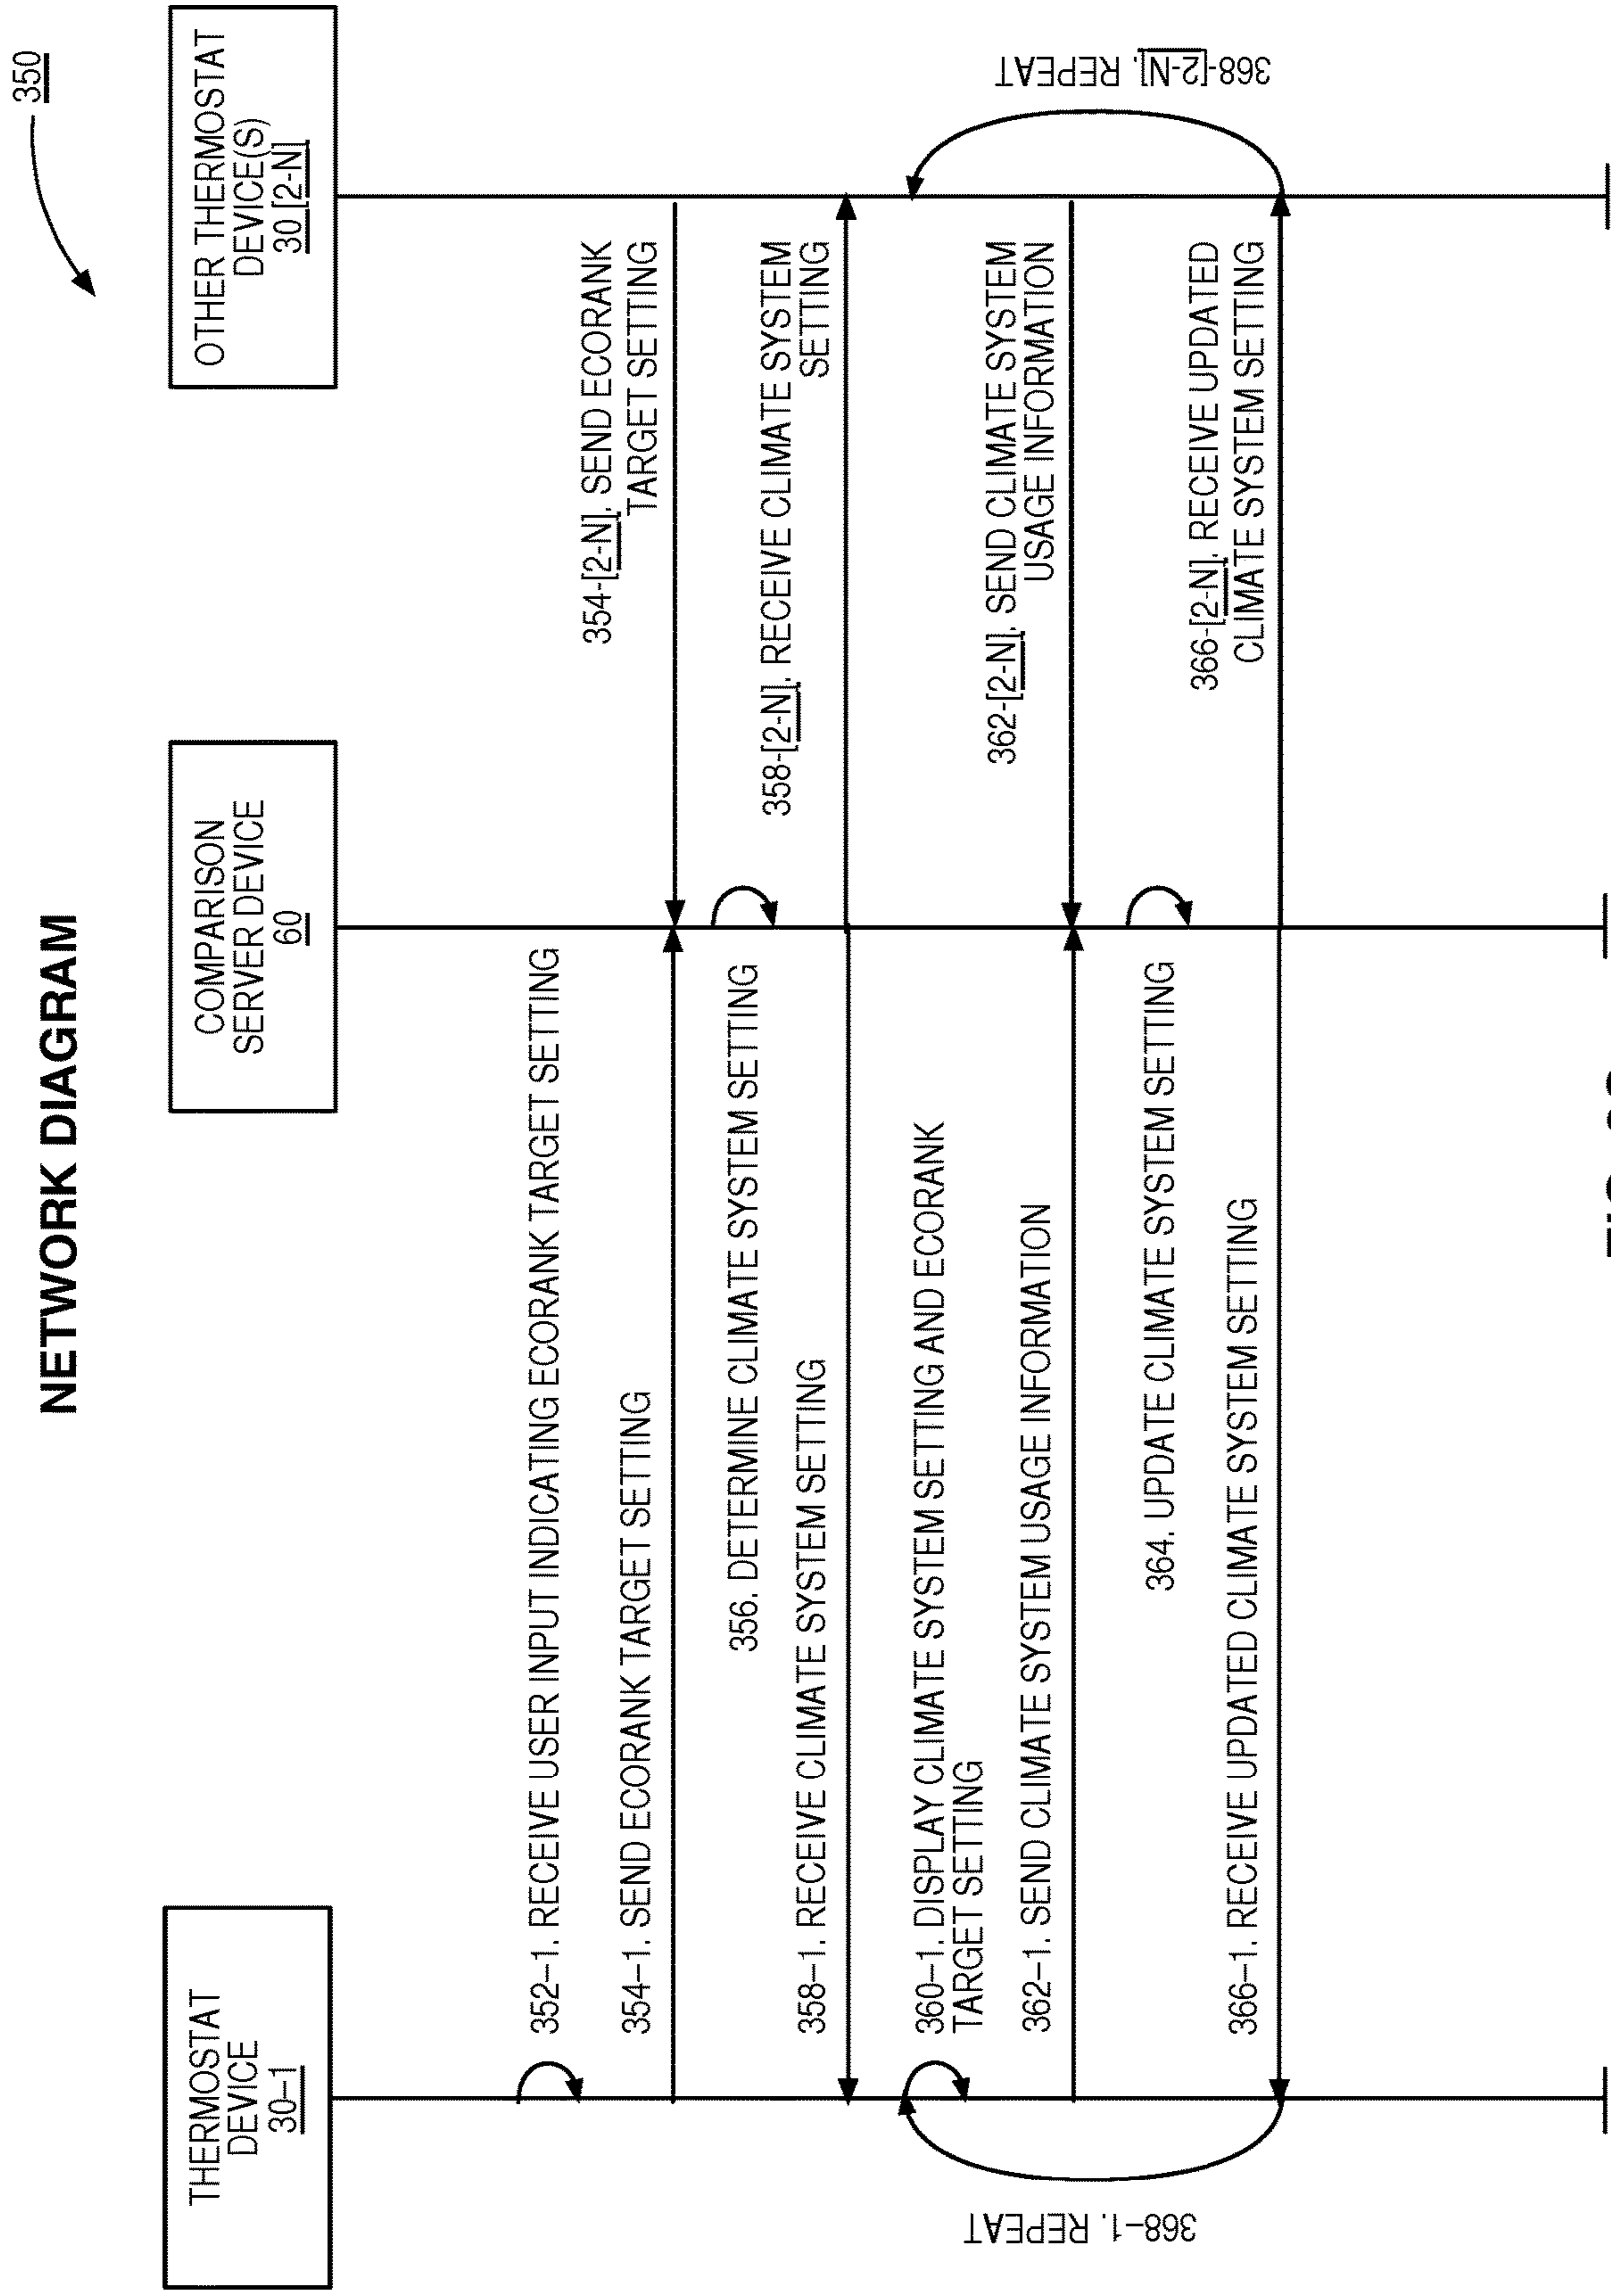 NETWORK DIAGRAM
350
THERMOSTAT
DEVICE
30–1
COMPARISON
SERVER DEVICE
60
OTHER THERMOSTAT
DEVICE(S)
30 [2-N]
352–1. RECEIVE USER INPUT INDICATING ECORANK TARGET SETTING
354–1. SEND ECORANK TARGET SETTING
354-[2-N]. SEND ECORANK
TARGET SETTING
356. DETERMINE CLIMATE SYSTEM SETTING
358–1. RECEIVE CLIMATE SYSTEM SETTING
358-[2-N]. RECEIVE CLIMATE SYSTEM
SETTING
360–1. DISPLAY CLIMATE SYSTEM SETTING AND ECORANK
TARGET SETTING
362–1. SEND CLIMATE SYSTEM USAGE INFORMATION
362-[2-N]. SEND CLIMATE SYSTEM
USAGE INFORMATION
364. UPDATE CLIMATE SYSTEM SETTING
366–1. RECEIVE UPDATED CLIMATE SYSTEM SETTING
366-[2-N]. RECEIVE UPDATED
CLIMATE SYSTEM SETTING
368–1. REPEAT
368-[2-N]. REPEAT